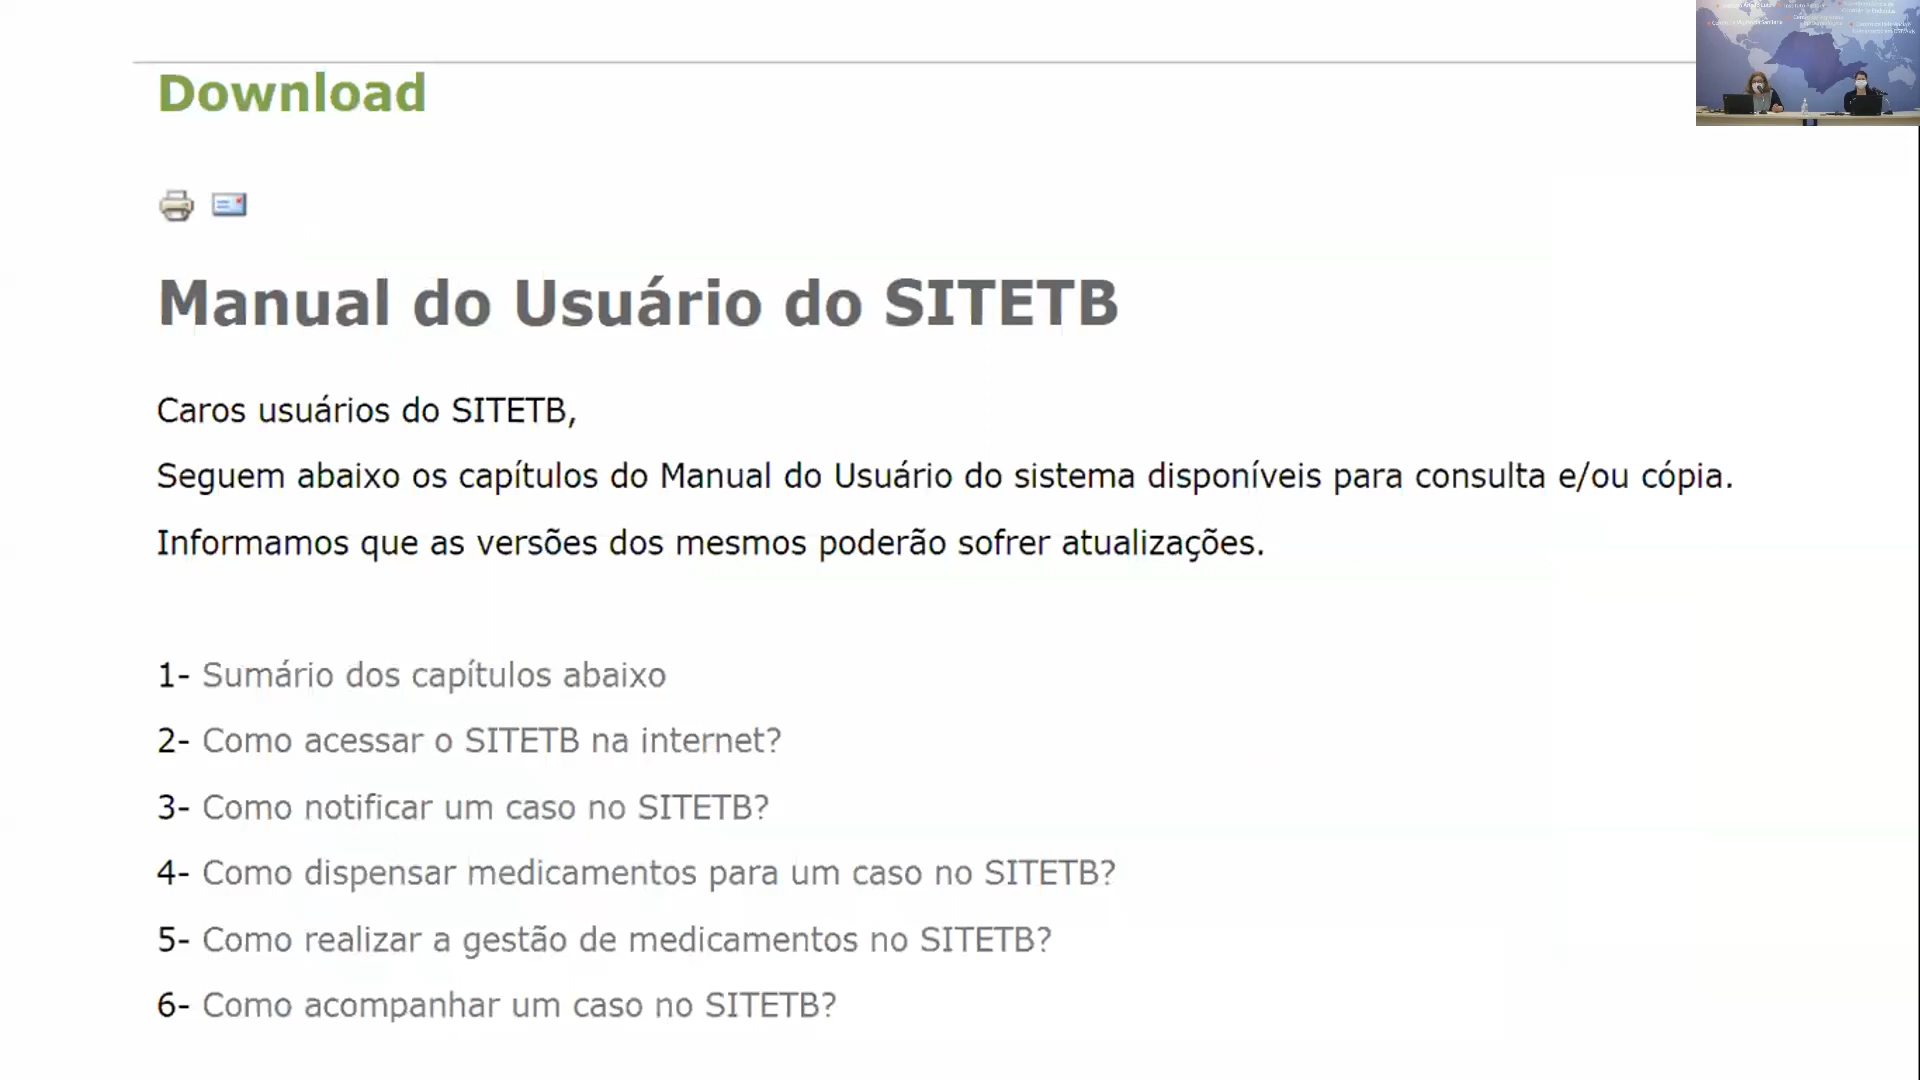 Download
Manual do Usuário do SITETB
Caros usuários do SITETB,
Seguem abaixo os capítulos do Manual do Usuário do sistema disponíveis para consulta e/ou cópia.
Informamos que as versões dos mesmos poderão sofrer atualizações.
1- Sumário dos capítulos abaixo
2- Como acessar o SITETB na internet?
3- Como notificar um caso no SITETB?
4- Como dispensar medicamentos para um caso no SITETB?
5- Como realizar a gestão de medicamentos no SITETB?
6- Como acompanhar um caso no SITETB?